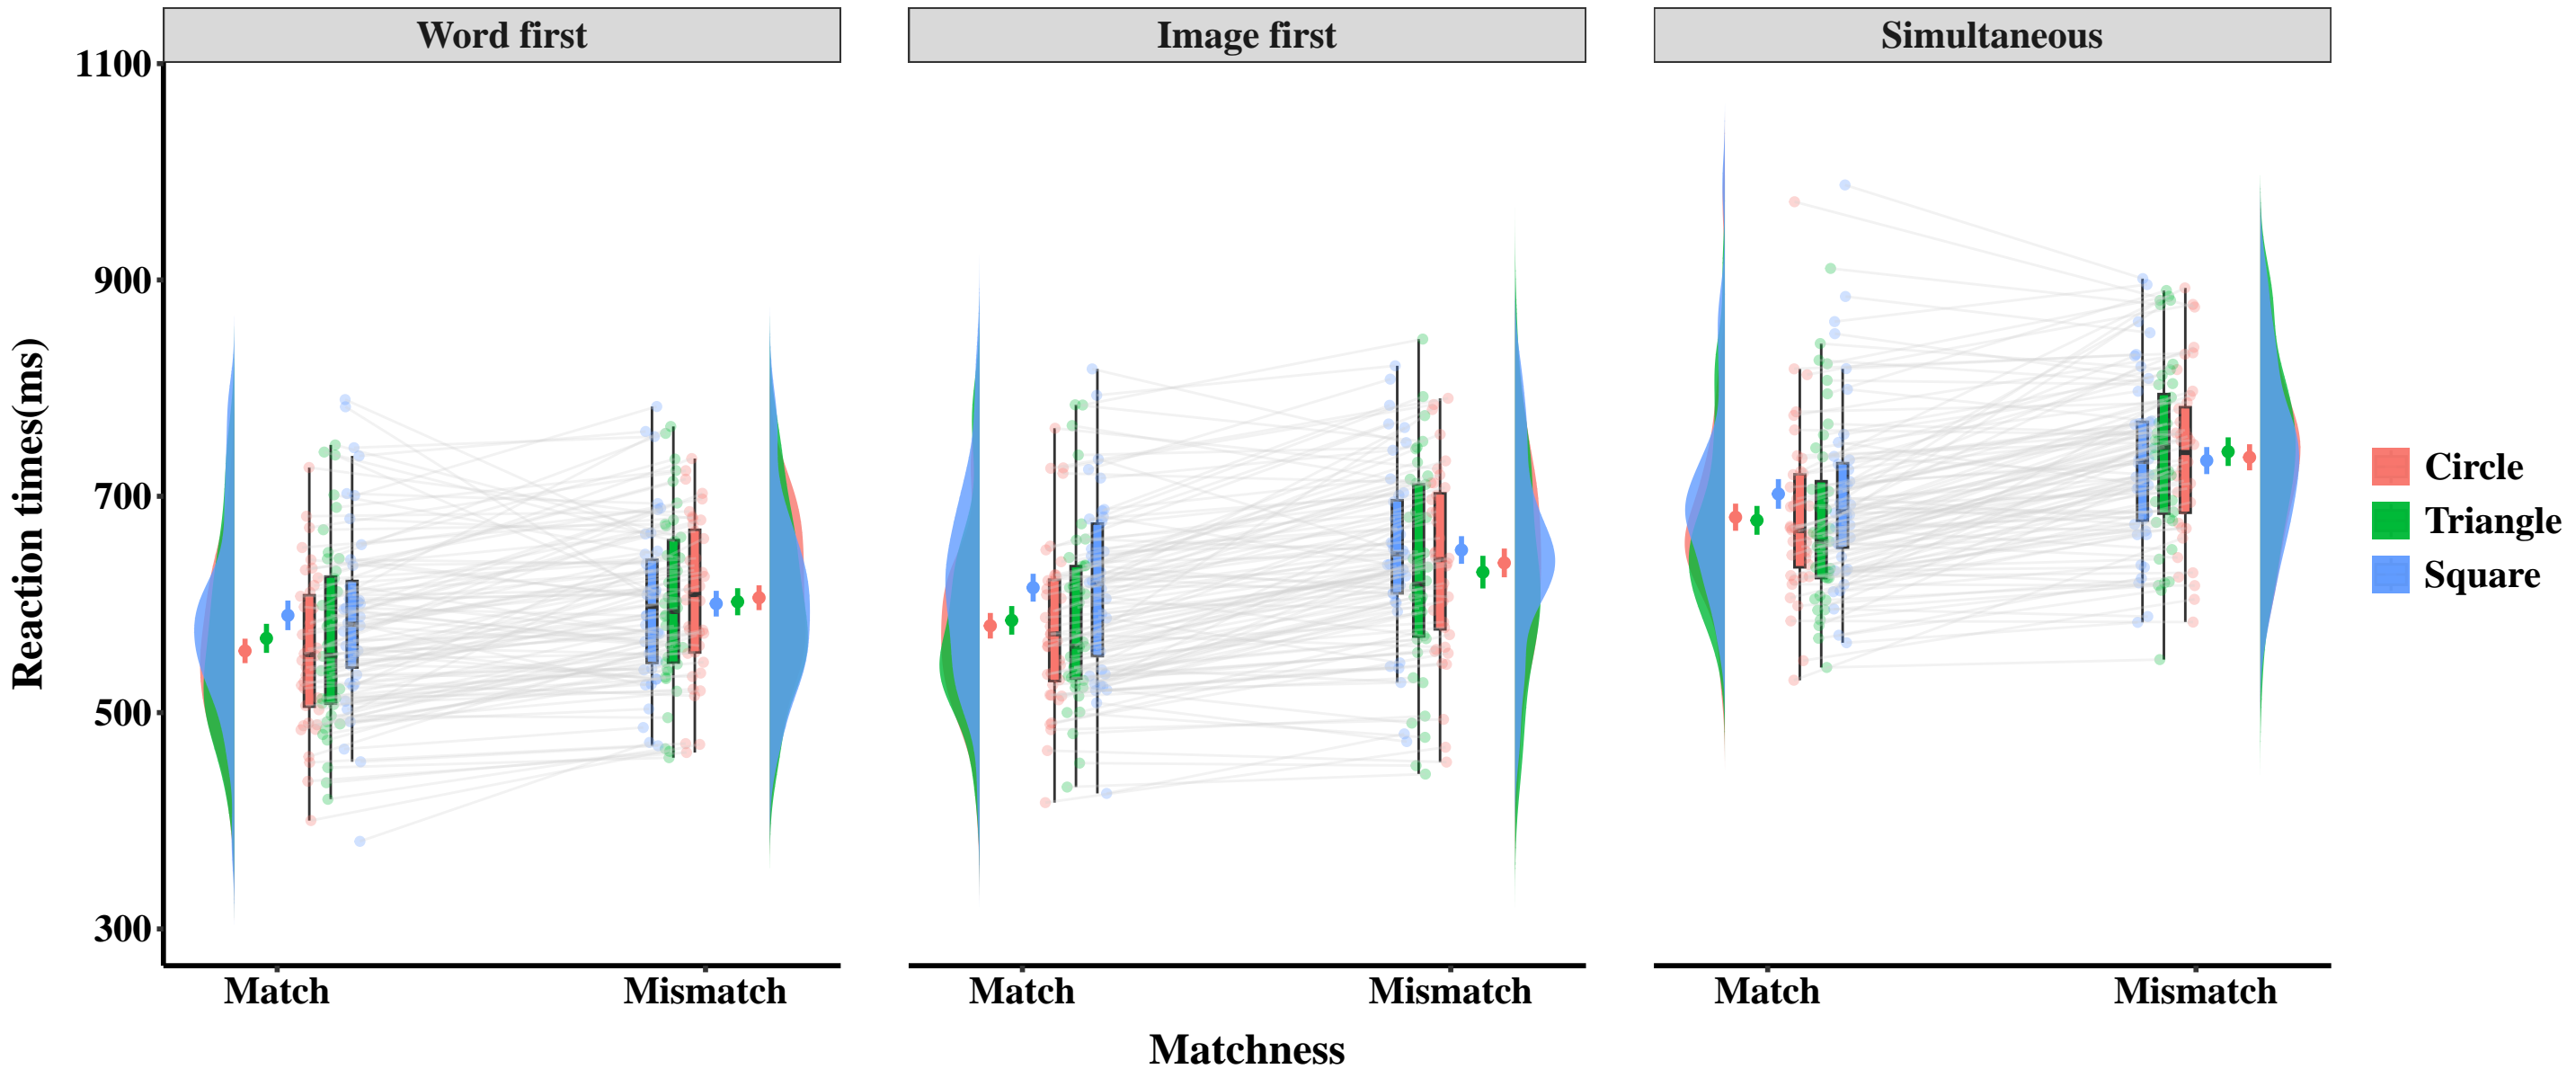 Word first
Image first
Simultaneous
1100
900
700
500
300
Reaction times(ms)
Match
Mismatch
Match
Mismatch
Match
Mismatch
Matchness
Circle
Triangle
Square